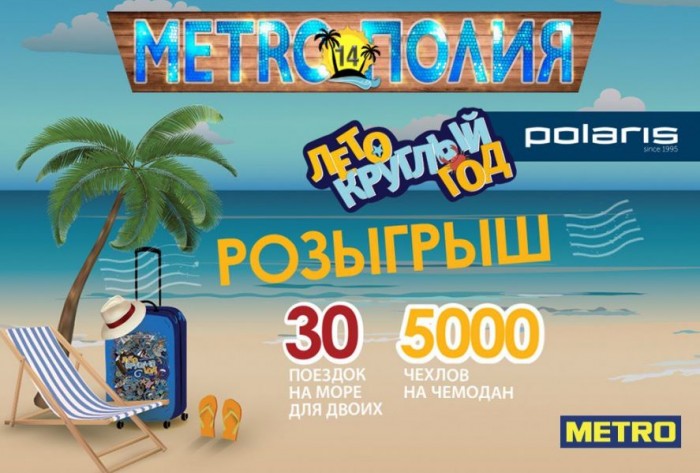 METRO ПОЛИЯ
14
ЛЕТО
КРУГЛЫЙ
ГОД
polaris
since 1995
РОЗЫГРЫШ
30
ПОЕЗДОК
НА МОРЕ
ДЛЯ ДВОИХ
5000
ЧЕХЛОВ
НА ЧЕМОДАН
METRO